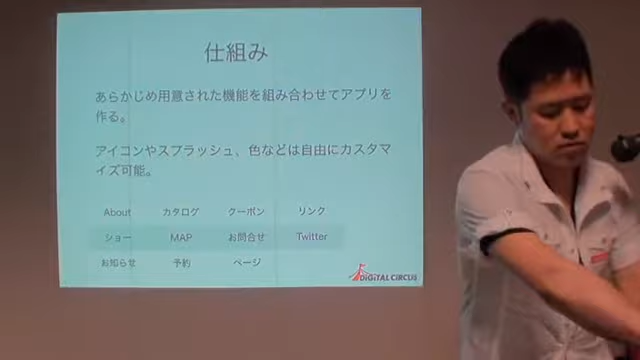 仕組み
あらかじめ用意された機能を組み合わせてアプリを
作る。
アイコンやスプラッシュ、色などは自由にカスタマ
イズ可能。
About カタログ クーポン リンク
ショー MAP お問合せ Twitter
お知らせ 予約 ページ
DIGITAL CIRCUS